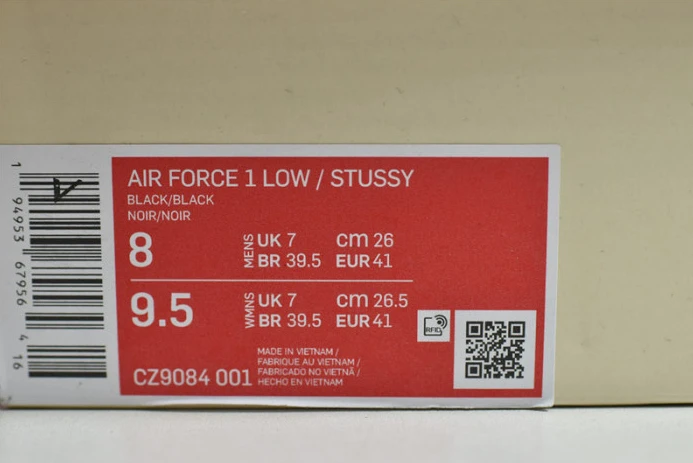 AIR FORCE 1 LOW / STUSSY
BLACK/BLACK
NOIR/NOIR
8
MENS
UK 7 cm 26
BR 39.5 EUR 41
9.5
WMNS
UK 7 cm 26.5
BR 39.5 EUR 41
RFID
CZ9084 001
MADE IN VIETNAM /
FABRIQUE AU VIETNAM /
FABRICADO NO VIETNÃ /
HECHO EN VIETNAM
1 94953 67956 4 16